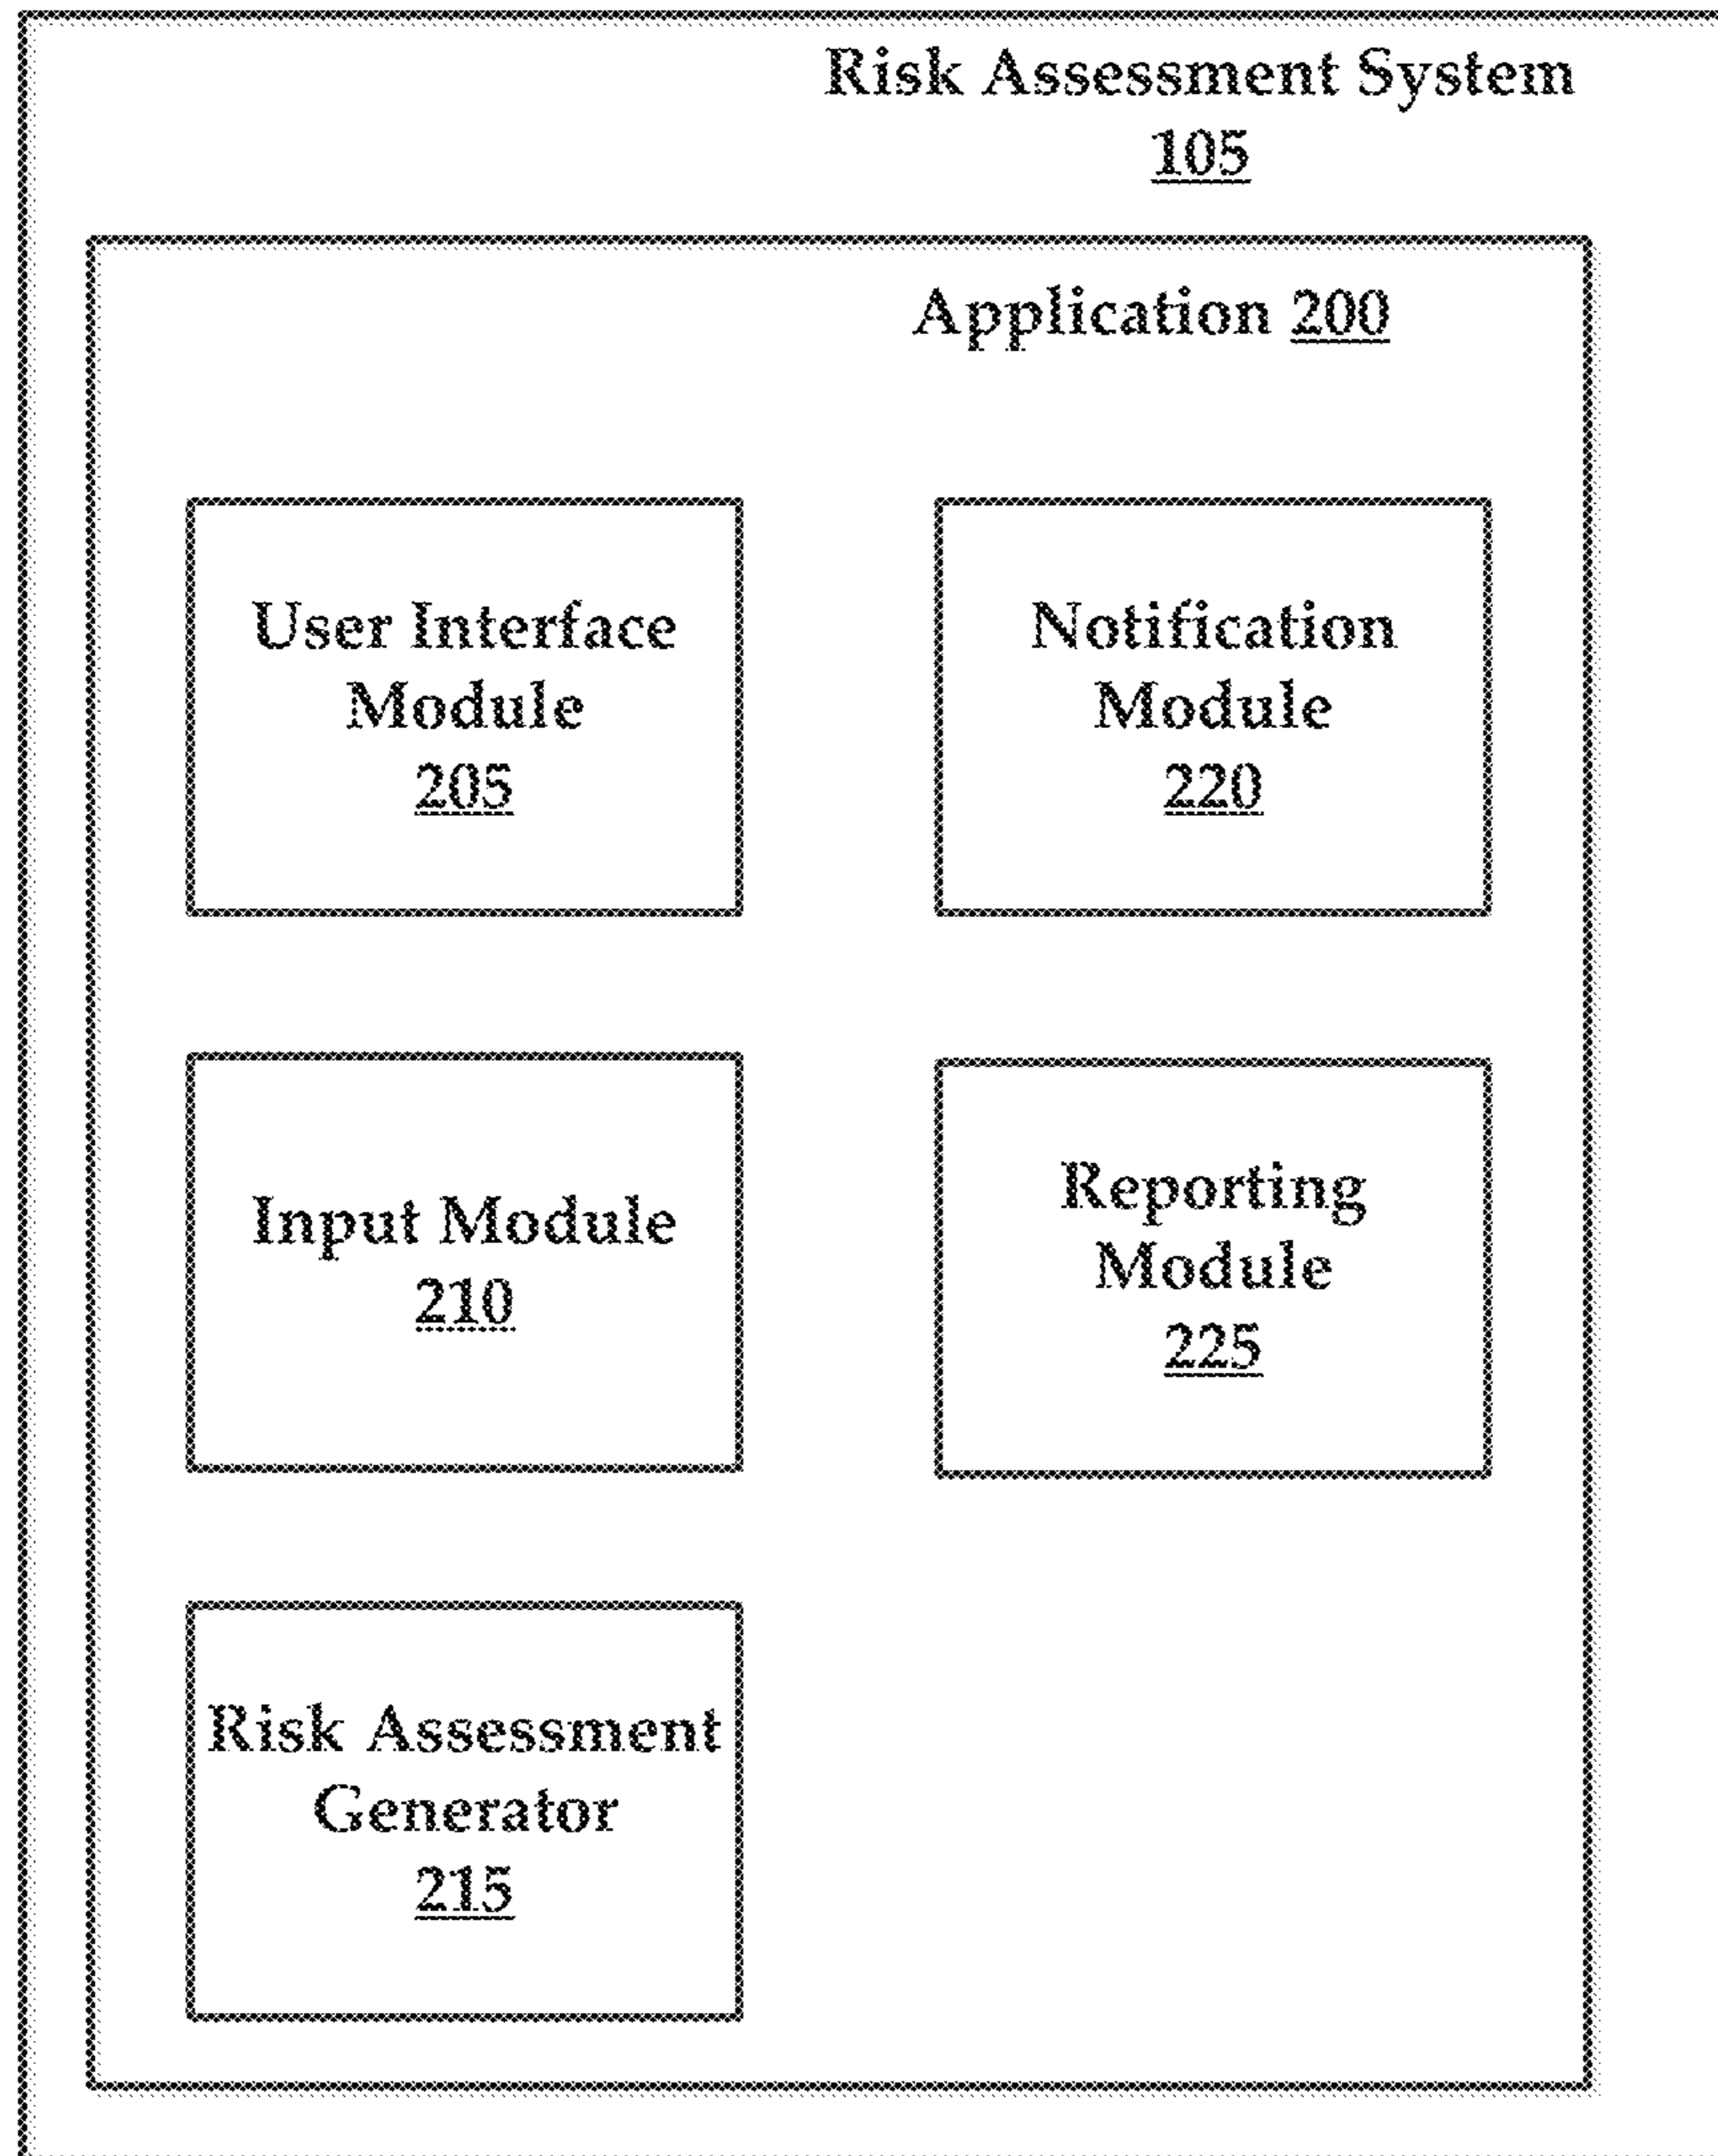 Risk Assessment System
105
Application 200
User Interface
Module
205
Notification
Module
220
Input Module
210
Reporting
Module
225
Risk Assessment
Generator
215